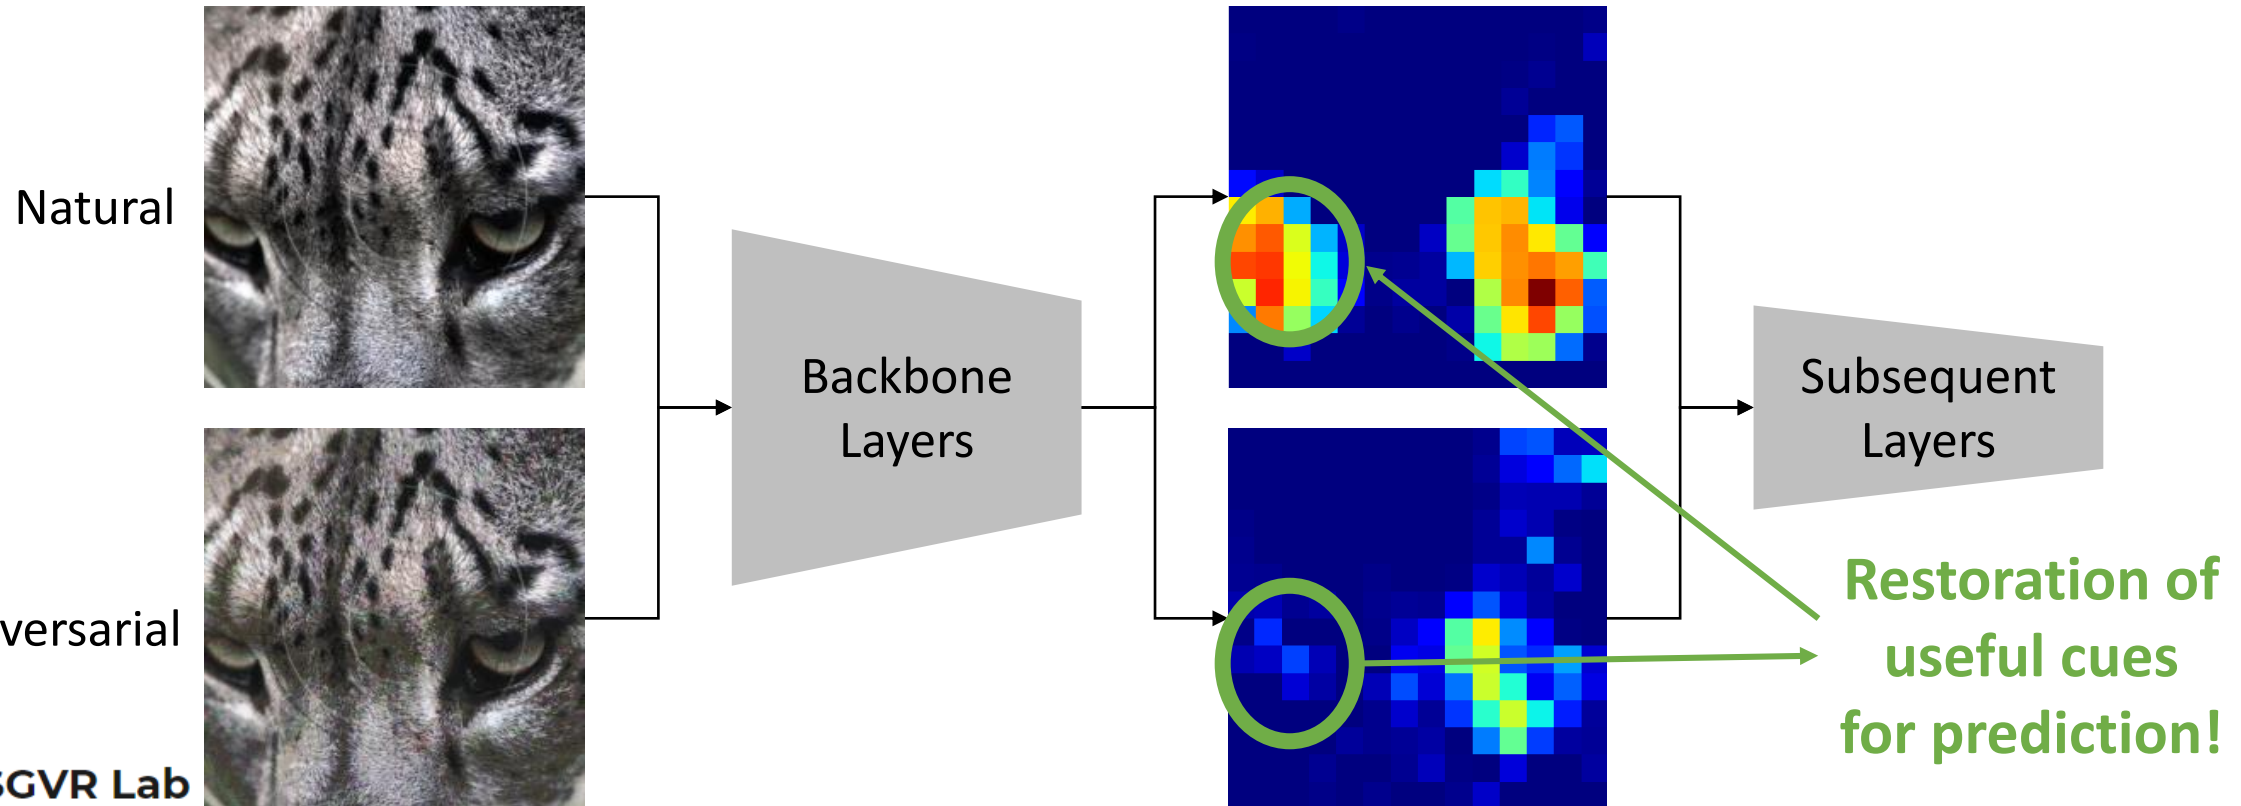 Natural
Backbone
Layers
Subsequent
Layers
versarial
Restoration of
useful cues
for prediction!
SGVR Lab